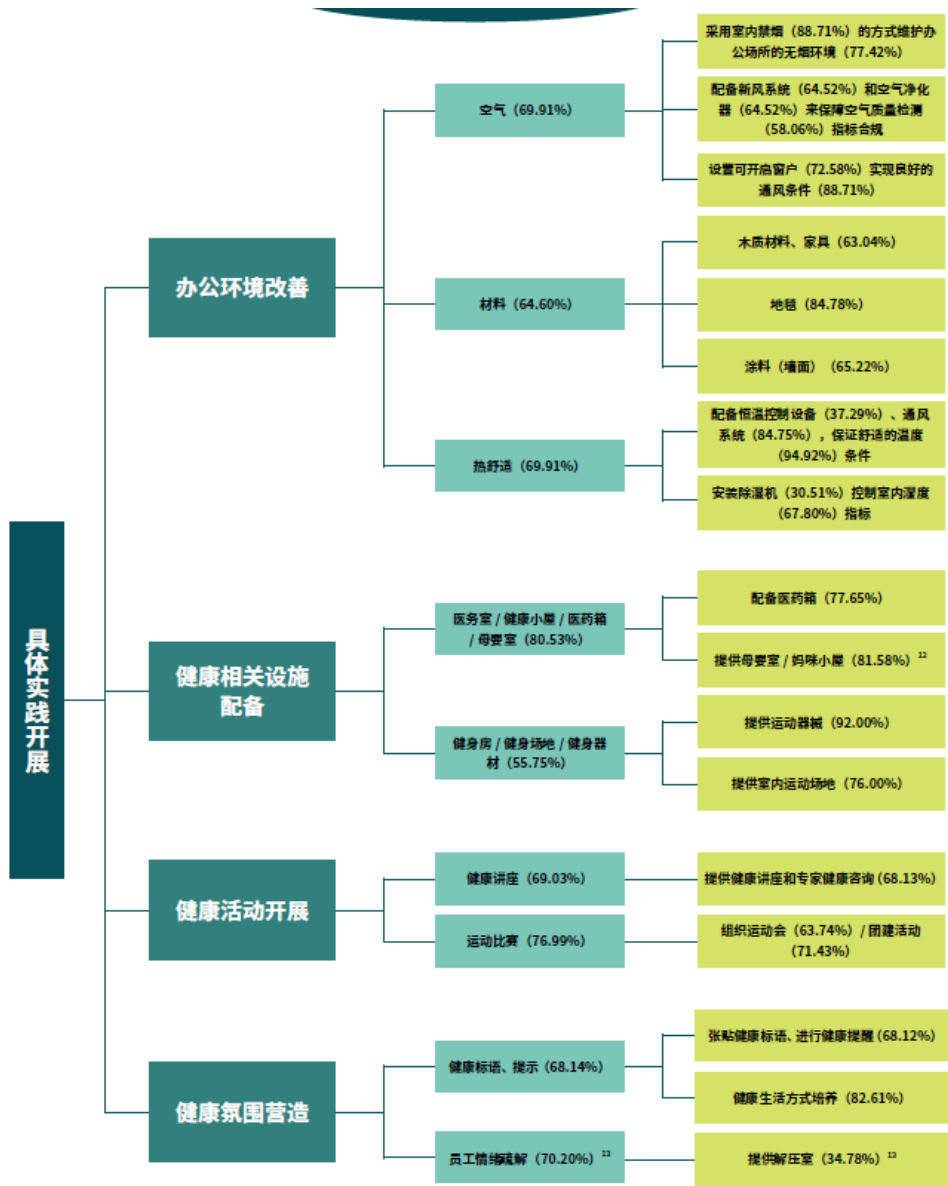 具体实践开展
办公环境改善
空气（69.91%）
采用室内禁烟（88.71%）的方式维护办
公场所的无烟环境（77.42%）
配备新风系统（64.52%）和空气净化
器（64.52%）来保障空气质量检测
（58.06%）指标合规
设置可开启窗户（72.58%）实现良好的
通风条件（88.71%）
材料（64.60%）
木质材料、家具（63.04%）
地毯（84.78%）
涂料（墙面）（65.22%）
热舒适（69.91%）
配备恒温控制设备（37.29%）、通风
系统（84.75%），保证舒适的温度
（94.92%）条件
安装除湿机（30.51%）控制室内湿度
（67.80%）指标
健康相关设施
配备
医务室 / 健康小屋 / 医药箱
/ 母婴室（80.53%）
配备医药箱（77.65%）
提供母婴室 / 妈咪小屋（81.58%）12
健身房 / 健身场地 / 健身器
材（55.75%）
提供运动器械（92.00%）
提供室内运动场地（76.00%）
健康活动开展
健康讲座（69.03%）
提供健康讲座和专家健康咨询（68.13%）
运动比赛（76.99%）
组织运动会（63.74%）/ 团建活动
（71.43%）
健康氛围营造
健康标语、提示（68.14%）
张贴健康标语、进行健康提醒（68.12%）
健康生活方式培养（82.61%）
员工情绪疏解（70.20%）13
提供解压室（34.78%）13